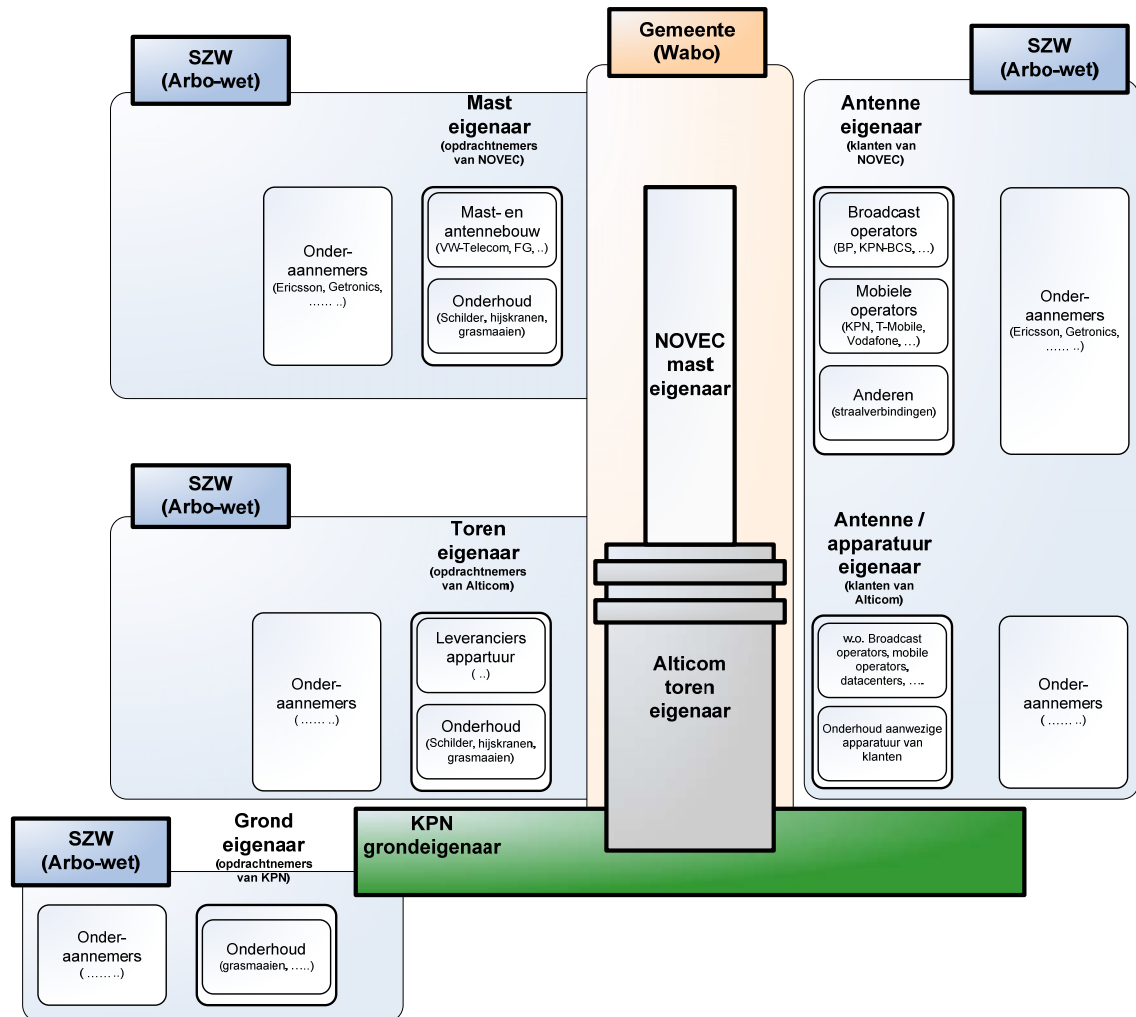 SZW
(Arbo-wet)
Gemeente
(Wabo)
SZW
(Arbo-wet)
Mast
eigenaar
(opdrachtnemers
van NOVEC)
Antenne
eigenaar
(klanten van
NOVEC)
Onder-
aannemers
(Ericsson, Getronics,
…… ..)
Mast- en
antennebouw
(VW-Telecom, FG, ..)
Onderhoud
(Schilder, hijskranen,
grasmaaien)
NOVEC
mast
eigenaar
Broadcast
operators
(BP, KPN-BCS, …)
Mobiele
operators
(KPN, T-Mobile,
Vodafone, …)
Anderen
(straalverbindingen)
Onder-
aannemers
(Ericsson, Getronics,
…… ..)
SZW
(Arbo-wet)
Toren
eigenaar
(opdrachtnemers
van Alticom)
Antenne /
apparatuur
eigenaar
(klanten van
Alticom)
Onder-
aannemers
( …… ..)
Leveranciers
appartuur
( ..)
Onderhoud
(Schilder, hijskranen,
grasmaaien)
Alticom
toren
eigenaar
w.o. Broadcast
operators, mobile
operators,
datacenters, ….
Onderhoud aanwezige
apparatuur van
klanten
Onder-
aannemers
( …… ..)
SZW
(Arbo-wet)
Grond
eigenaar
(opdrachtnemers
van KPN)
KPN
grondeigenaar
Onder-
aannemers
( …… ..)
Onderhoud
(grasmaaien, …..)